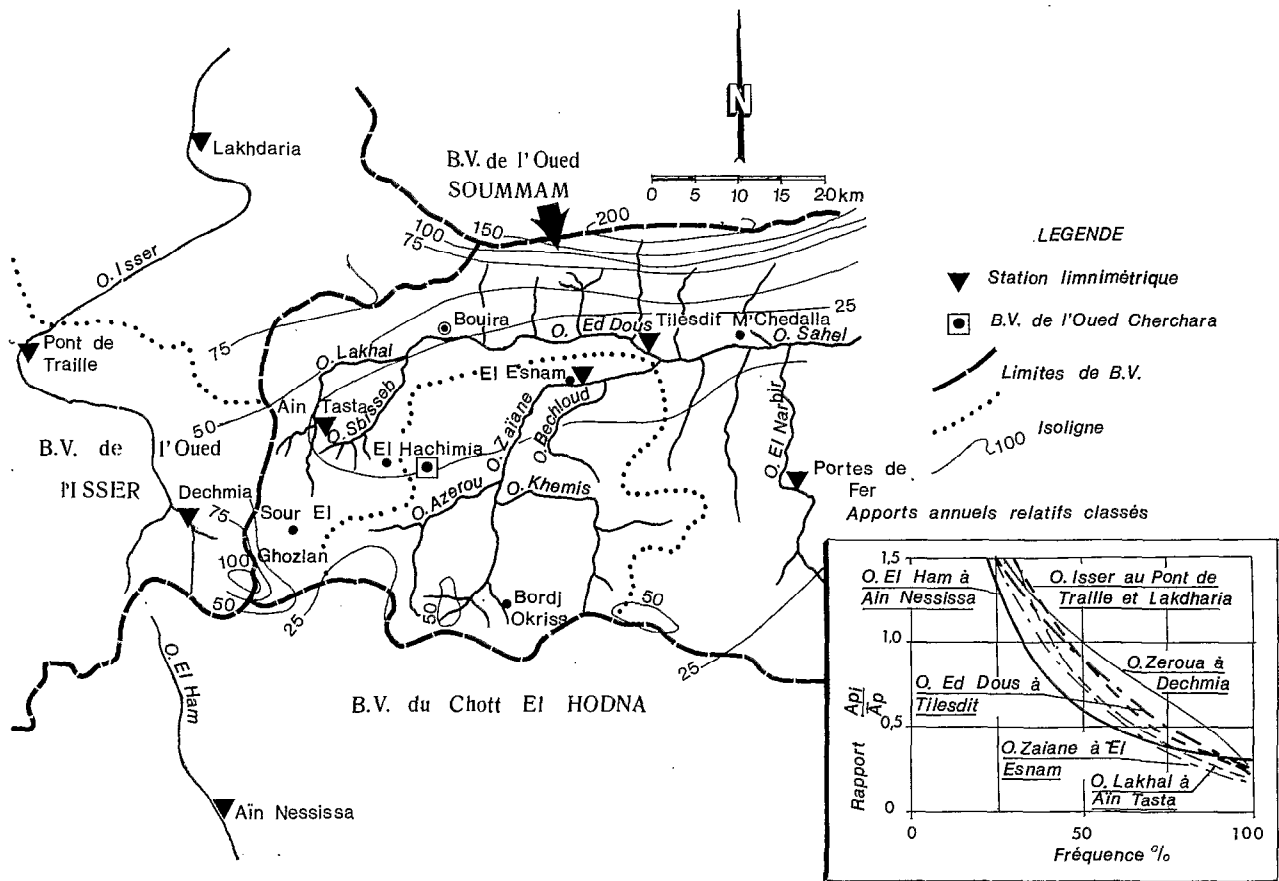 N
B.V. de l'Oued
SOUMMAM
0 5 10 15 20 km
Lakhdaria
O. Isser
Pont de
Traille
100
150
200
75
75
50
25
Bouira
O. Ed Dous
Tilesdit
M'Chedalla
O. Sahel
O. Lakhal
El Esnam
Ain Tasta
O. Sbisseb
O. Zaïane
O. Bechloud
O. El Narbir
El Hachimia
B.V. de l'Oued
l'ISSER
Dechmia
75
Sour El
Ghozlan
100
50
25
O. Azerou
O. Khemis
50
Bordj
Okriss
50
25
Portes de
Fer
O. El Ham
B.V. du Chott El HODNA
Aïn Nessissa
LEGENDE
Station limnimétrique
B.V. de l'Oued Cherchara
Limites de B.V.
100
Isoligne
Apports annuels relatifs classés
1,5
1,0
0,5
0
Rapport Api/Ap
O. El Ham à
Ain Nessissa
O. Isser au Pont de
Traille et Lakdharia
O. Zeroua à
Dechmia
O. Ed Dous à
Tilesdit
O. Zaiane à El
Esnam
O. Lakhal à
Aïn Tasta
0 50 100
Fréquence %